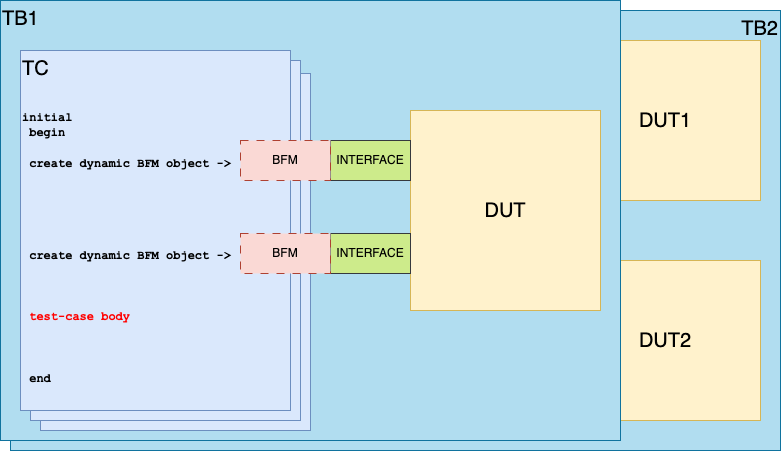 TB1
TB2
TC
initial
begin
create dynamic BFM object ->
BFM
INTERFACE
DUT
DUT1
create dynamic BFM object ->
BFM
INTERFACE
test-case body
DUT2
end